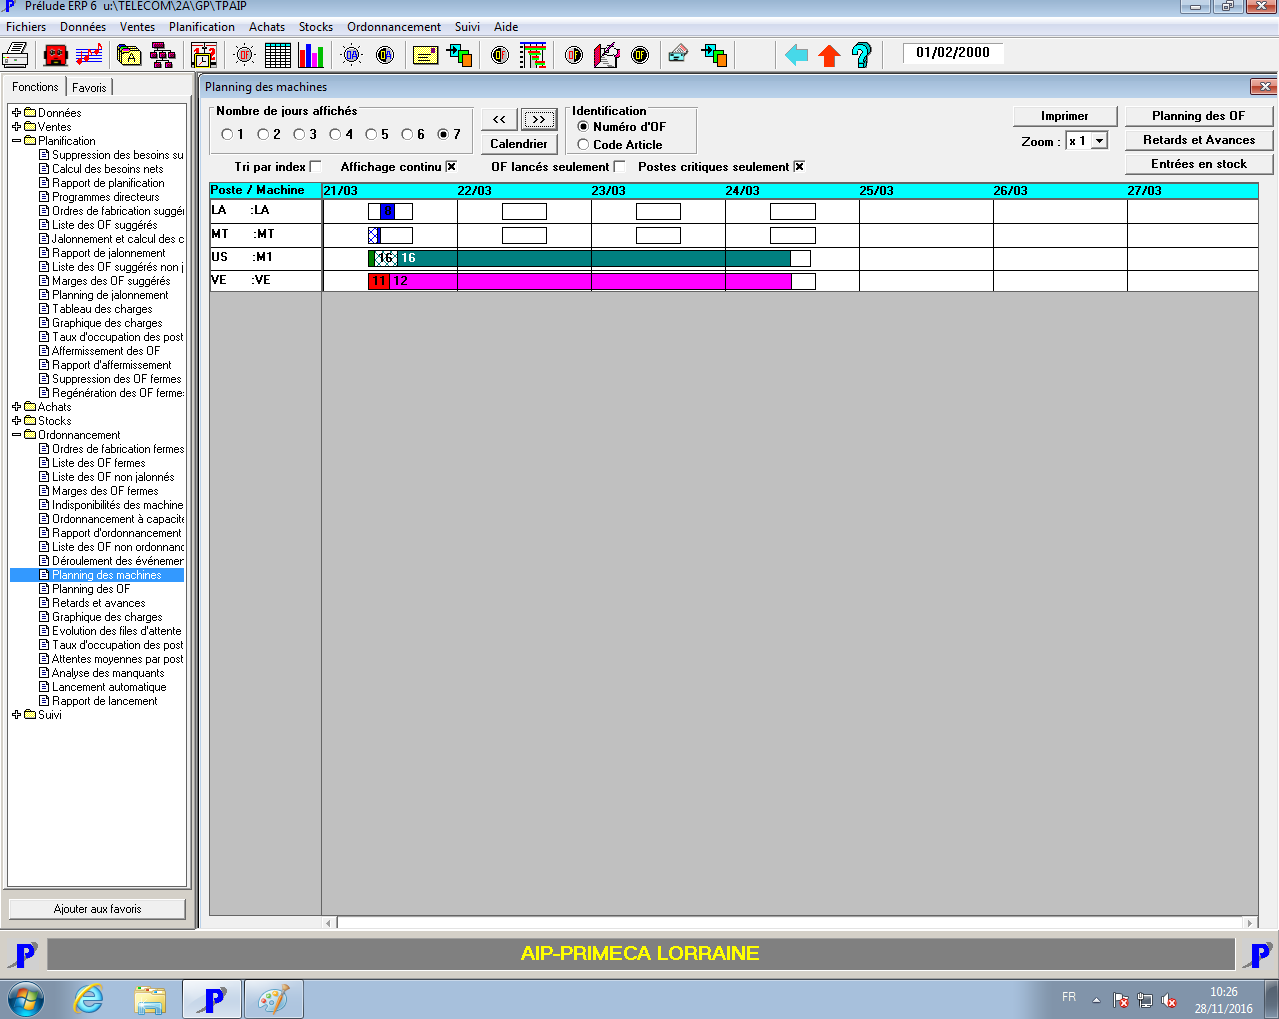 Prélude ERP 6 u:\TELECOM\2A\GP\TPAIP
Fichiers Données Ventes Planification Achats Stocks Ordonnancement Suivi Aide
01/02/2000
Fonctions Favoris
Données
Ventes
Planification
Suppression des besoins su
Calcul des besoins nets
Rapport de planification
Programmes directeurs
Ordres de fabrication suggér
Liste des OF suggérés
Jalonnement et calcul des c
Rapport de jalonnement
Liste des OF suggérés non j
Marges des OF suggérés
Planning de jalonnement
Tableau des charges
Graphique des charges
Taux d'occupation des post
Affermissement des OF
Rapport d'affermissement
Suppression des OF fermes
Regénération des OF ferme
Achats
Stocks
Ordonnancement
Ordres de fabrication fermes
Liste des OF fermes
Liste des OF non jalonnés
Marges des OF fermes
Indisponibilités des machine
Ordonnancement à capacité
Rapport d'ordonnancement
Liste des OF non ordonnanc
Déroulement des événemer
Planning des machines
Planning des OF
Retards et avances
Graphique des charges
Evolution des files d'attente
Taux d'occupation des post
Attentes moyennes par post
Analyse des manquants
Lancement automatique
Rapport de lancement
Suivi
Ajouter aux favoris
Planning des machines
Nombre de jours affichés
1 2 3 4 5 6 7
<< >>
Calendrier
Identification
Numéro d'OF
Code Article
Imprimer
Zoom : x 1
Planning des OF
Retards et Avances
Entrées en stock
Tri par index Affichage continu OF lancés seulement Postes critiques seulement
Poste / Machine 21/03 22/03 23/03 24/03 25/03 26/03 27/03
LA :LA 8
MT :MT
US :M1 16 16
VE :VE 11 12
AIP-PRIMECA LORRAINE
FR
10:26
28/11/2016